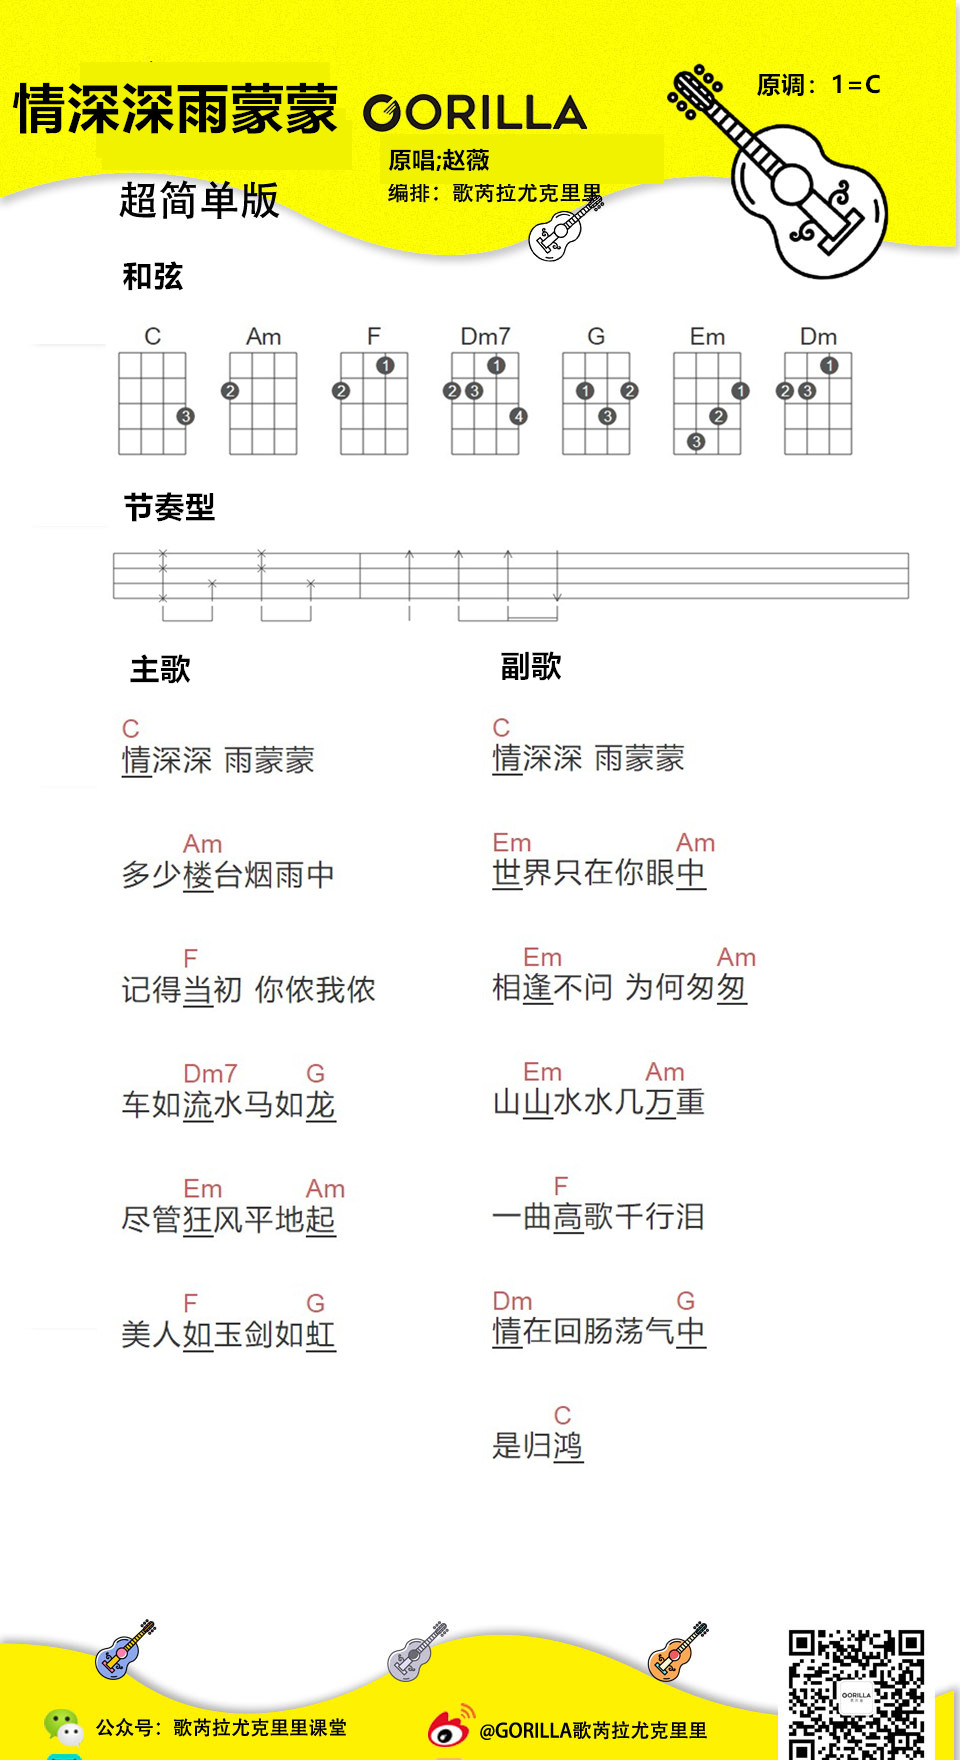 情深深雨蒙蒙
GORILLA
原调：1=C
原唱;赵薇
编排：歌芮拉尤克里里
超简单版
和弦
C Am F Dm7 G Em Dm
3 2 2 1 2 3 1 4 1 3 2 3 2 1 2 3 1
节奏型
主歌
C
情深深 雨蒙蒙
Am
多少楼台烟雨中
F
记得当初 你侬我侬
Dm7 G
车如流水马如龙
Em Am
尽管狂风平地起
F G
美人如玉剑如虹
副歌
C
情深深 雨蒙蒙
Em Am
世界只在你眼中
Em Am
相逢不问 为何匆匆
Em Am
山山水水几万重
F
一曲高歌千行泪
Dm G
情在回肠荡气中
C
是归鸿
公众号：歌芮拉尤克里里课堂
@GORILLA歌芮拉尤克里里
GORILLA